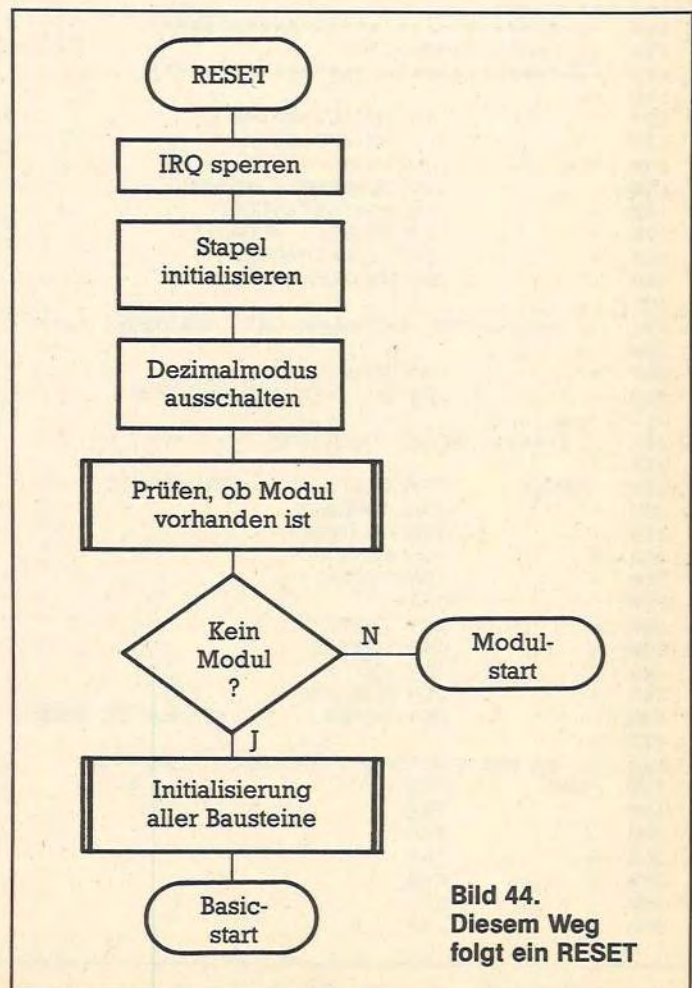 RESET
IRQ sperren
Stapel
initialisieren
Dezimalmodus
ausschalten
Prüfen, ob Modul
vorhanden ist
Kein
Modul
?
N
Modul-
start
J
Initialisierung
aller Bausteine
Basic-
start
Bild 44.
Diesem Weg
folgt ein RESET